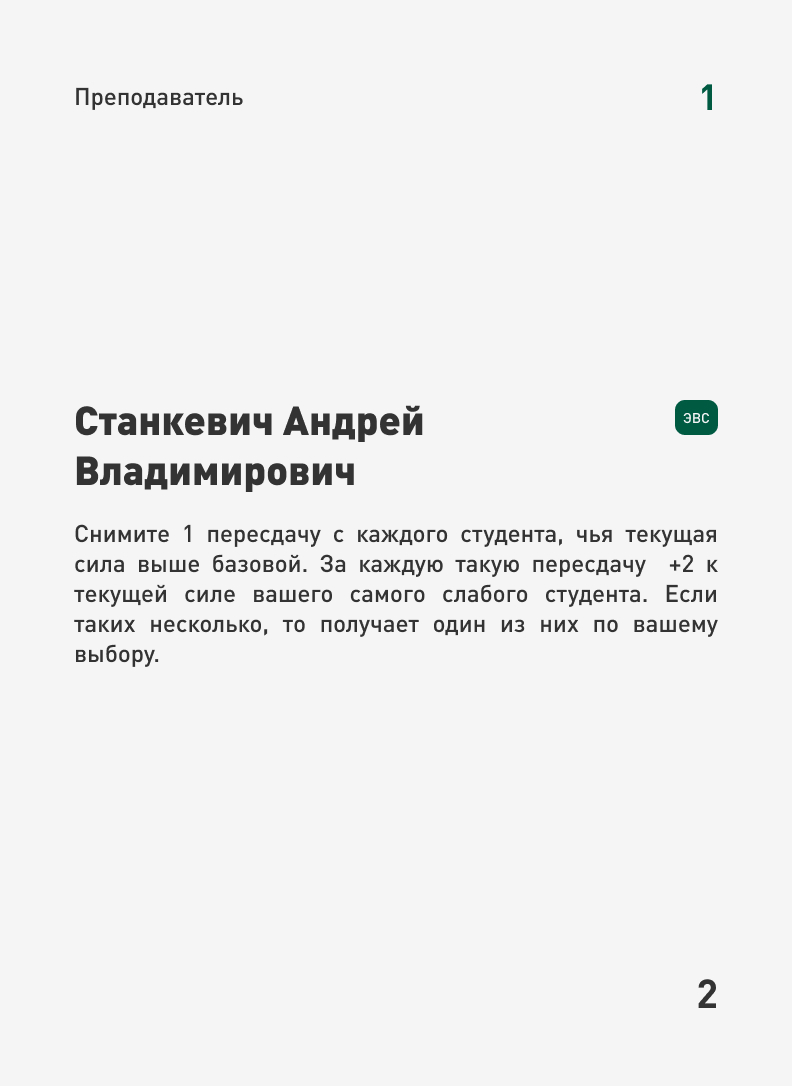 Преподаватель 1
Станкевич Андрей ЭВС
Владимирович
Снимите 1 пересдачу с каждого студента, чья текущая
сила выше базовой. За каждую такую пересдачу +2 к
текущей силе вашего самого слабого студента. Если
таких несколько, то получает один из них по вашему
выбору.
2